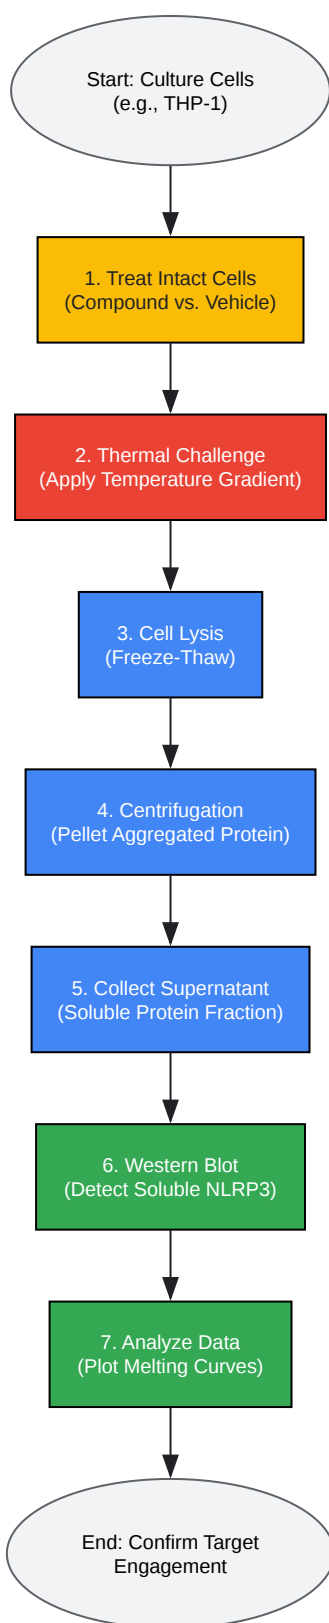 Start: Culture Cells
(e.g., THP-1)
1. Treat Intact Cells
(Compound vs. Vehicle)
2. Thermal Challenge
(Apply Temperature Gradient)
3. Cell Lysis
(Freeze-Thaw)
4. Centrifugation
(Pellet Aggregated Protein)
5. Collect Supernatant
(Soluble Protein Fraction)
6. Western Blot
(Detect Soluble NLRP3)
7. Analyze Data
(Plot Melting Curves)
End: Confirm Target
Engagement